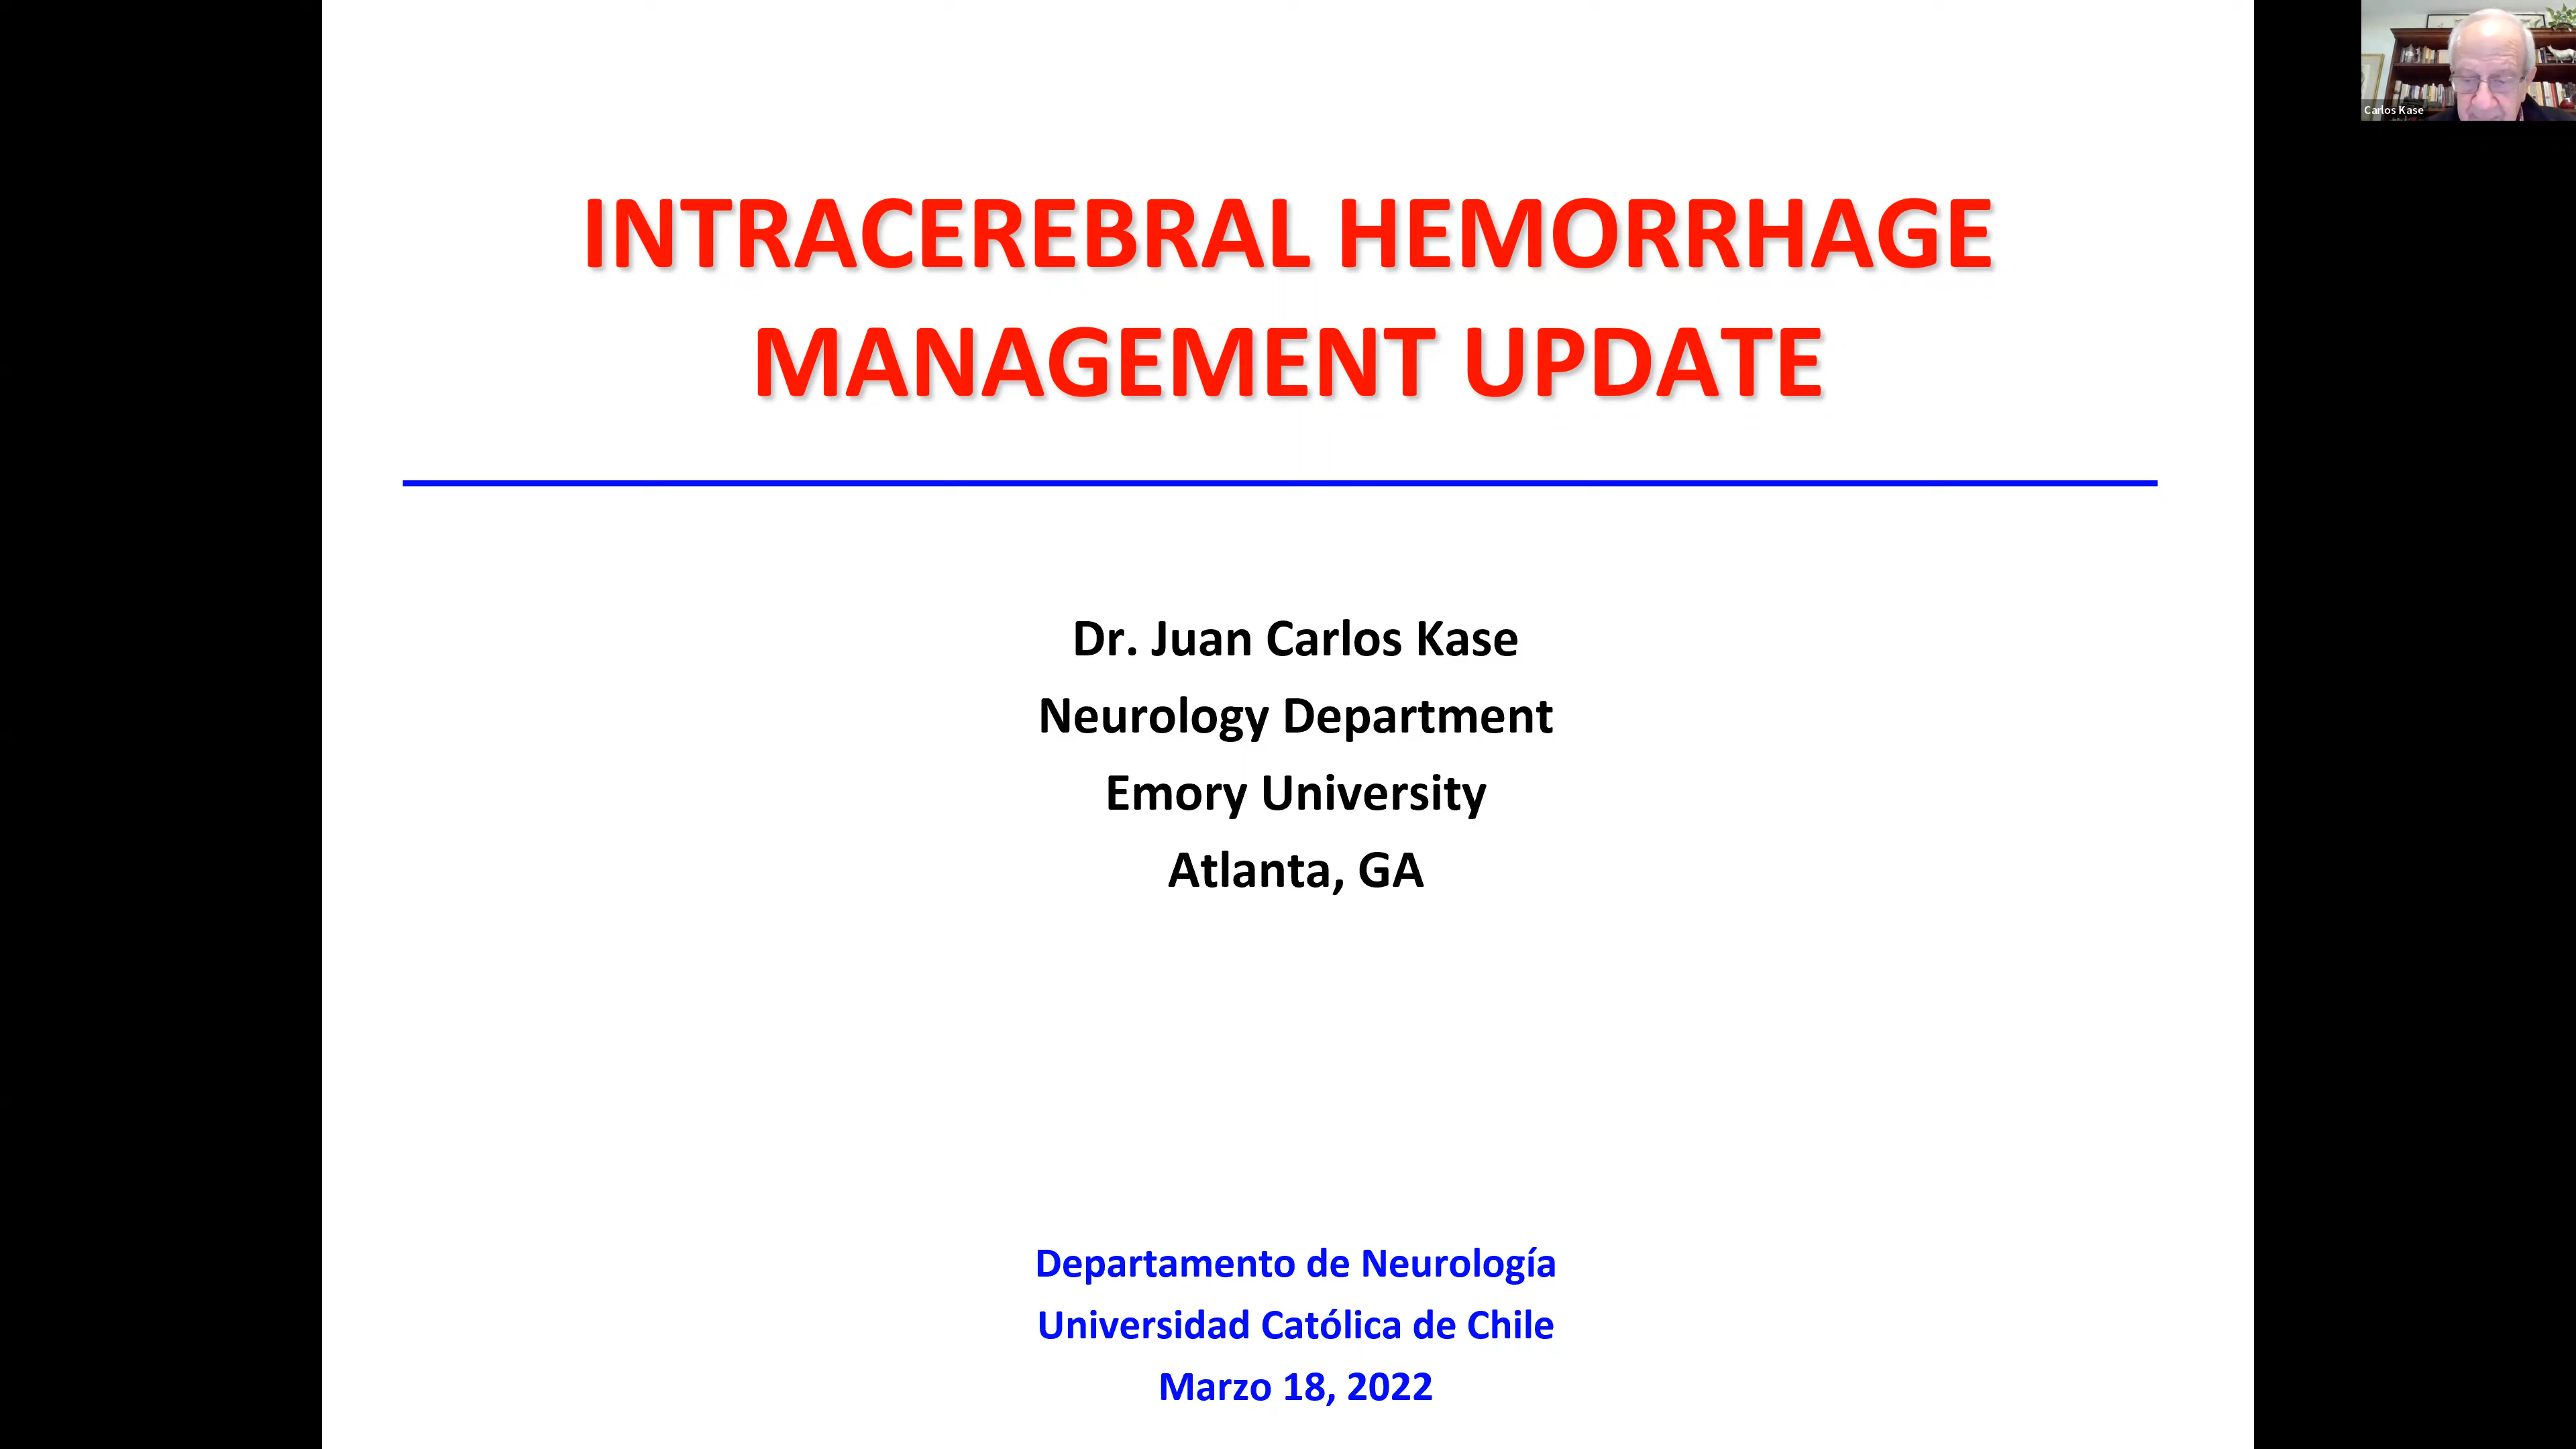 INTRACEREBRAL HEMORRHAGE
MANAGEMENT UPDATE
Dr. Juan Carlos Kase
Neurology Department
Emory University
Atlanta, GA
Departamento de Neurología
Universidad Católica de Chile
Marzo 18, 2022
Carlos Kase